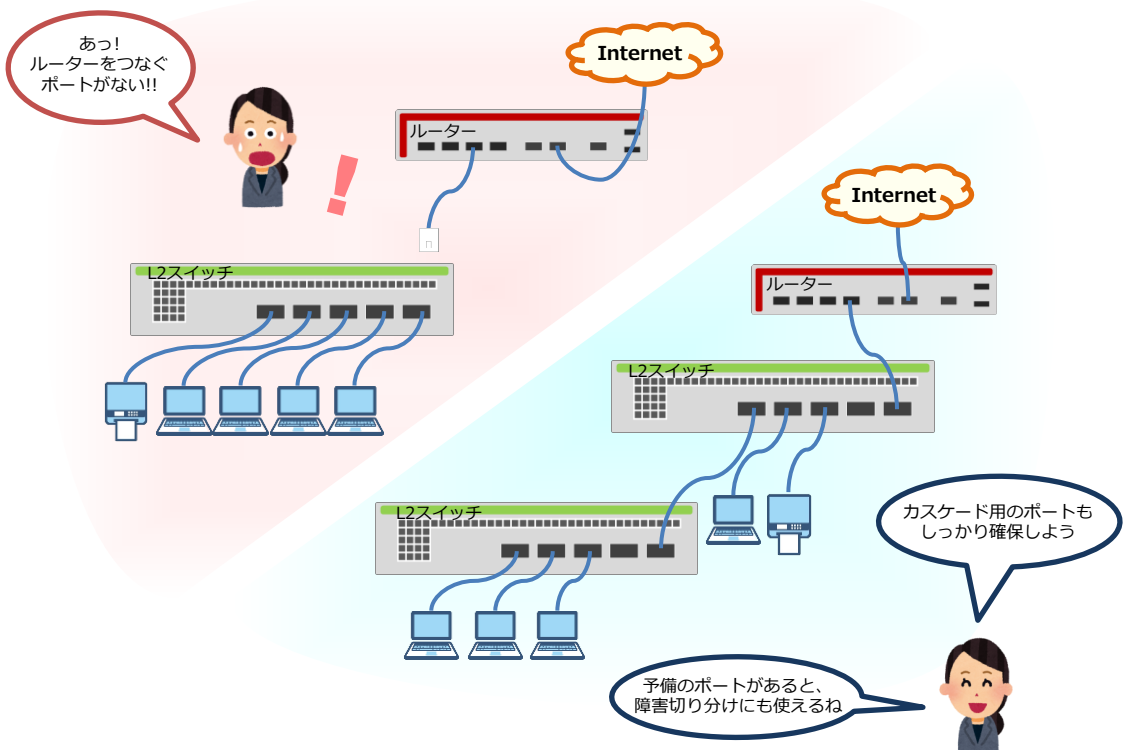 あっ!
ルーターをつなぐ
ポートがない!!
Internet
ルーター
L2スイッチ
Internet
ルーター
L2スイッチ
L2スイッチ
カスケード用のポートも
しっかり確保しよう
予備のポートがあると、
障害切り分けにも使えるね